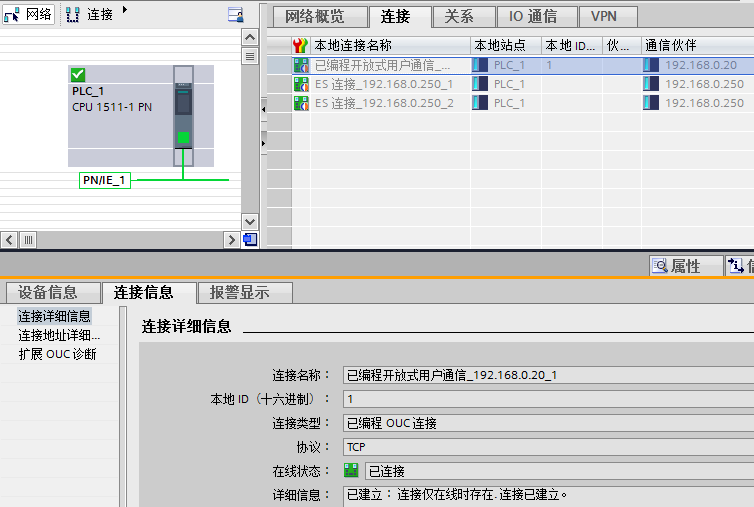 网络 连接
网络概览 连接 关系 IO 通信 VPN
本地连接名称 本地站点 本地 ID... 伙... 通信伙伴
已编程开放式用户通信_... PLC_1 1 192.168.0.20
ES 连接_192.168.0.250_1 PLC_1 192.168.0.250
ES 连接_192.168.0.250_2 PLC_1 192.168.0.250
PLC_1
CPU 1511-1 PN
PN/IE_1
属性
设备信息 连接信息 报警显示
连接详细信息
连接地址详细...
扩展 OUC 诊断
连接详细信息
连接名称： 已编程开放式用户通信_192.168.0.20_1
本地 ID（十六进制）： 1
连接类型： 已编程 OUC 连接
协议： TCP
在线状态： 已连接
详细信息： 已建立：连接仅在线时存在.连接已建立。